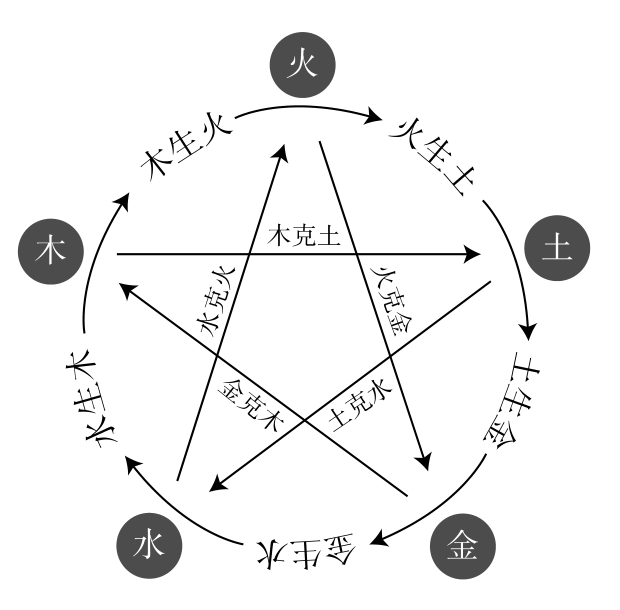 火
木生火
火生土
木
木克土
土
水克火
火克金
水生木
金克木
土克水
土生金
水
金生水
金